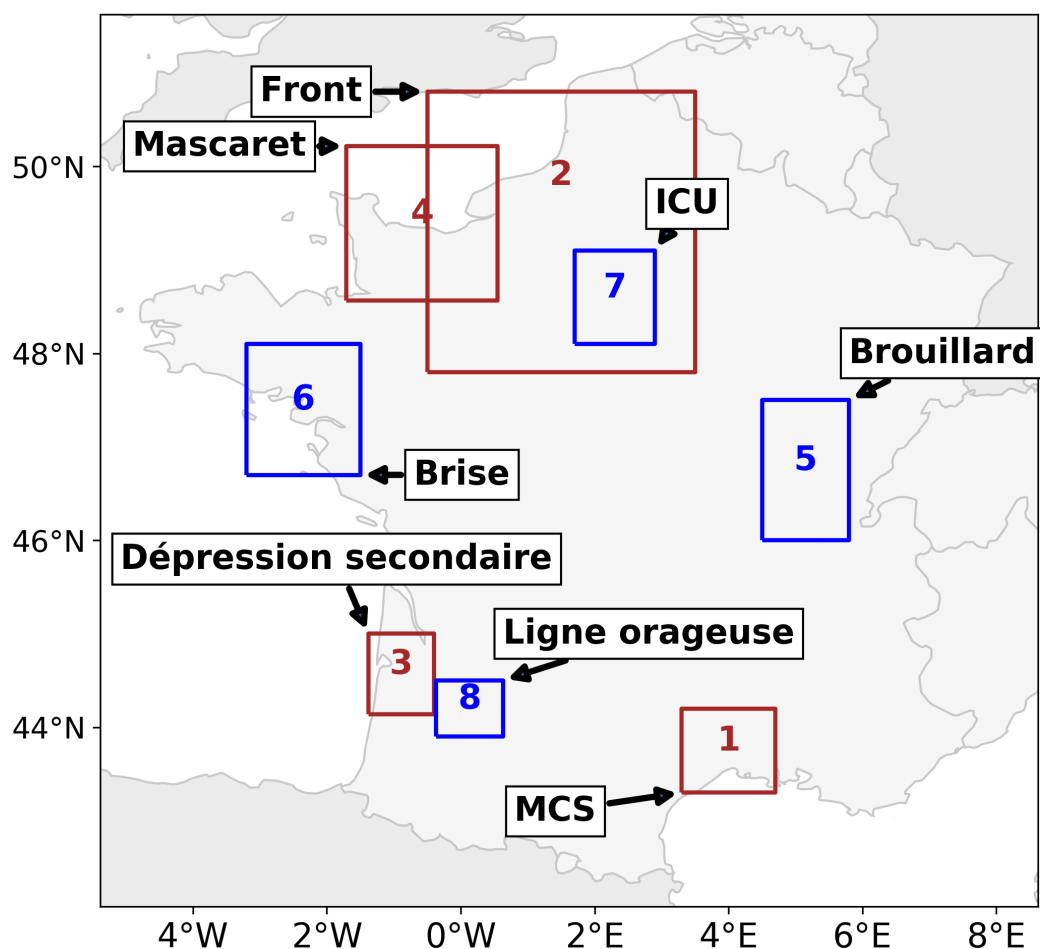 Front
Mascaret
50°N
2
ICU
4
7
48°N
Brouillard
6
5
Brise
46°N
Dépression secondaire
Ligne orageuse
3
8
44°N
1
MCS
4°W
2°W
0°W
2°E
4°E
6°E
8°E